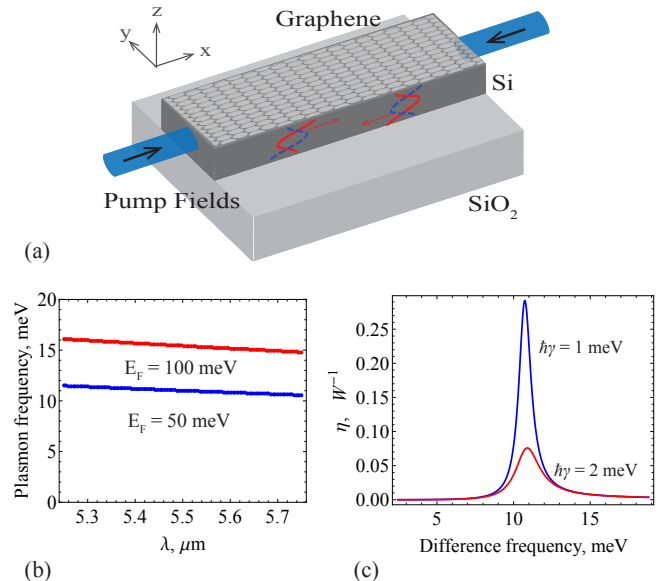 Graphene
z
y
x
Si
Pump Fields
SiO₂
(a)
20
15
10
5
0
Plasmon frequency, meV
E_F = 100 meV
E_F = 50 meV
5.3 5.4 5.5 5.6 5.7
λ, μm
(b)
0.25
0.20
0.15
0.10
0.05
0.00
η, W⁻¹
ħγ = 1 meV
ħγ = 2 meV
5 10 15
Difference frequency, meV
(c)